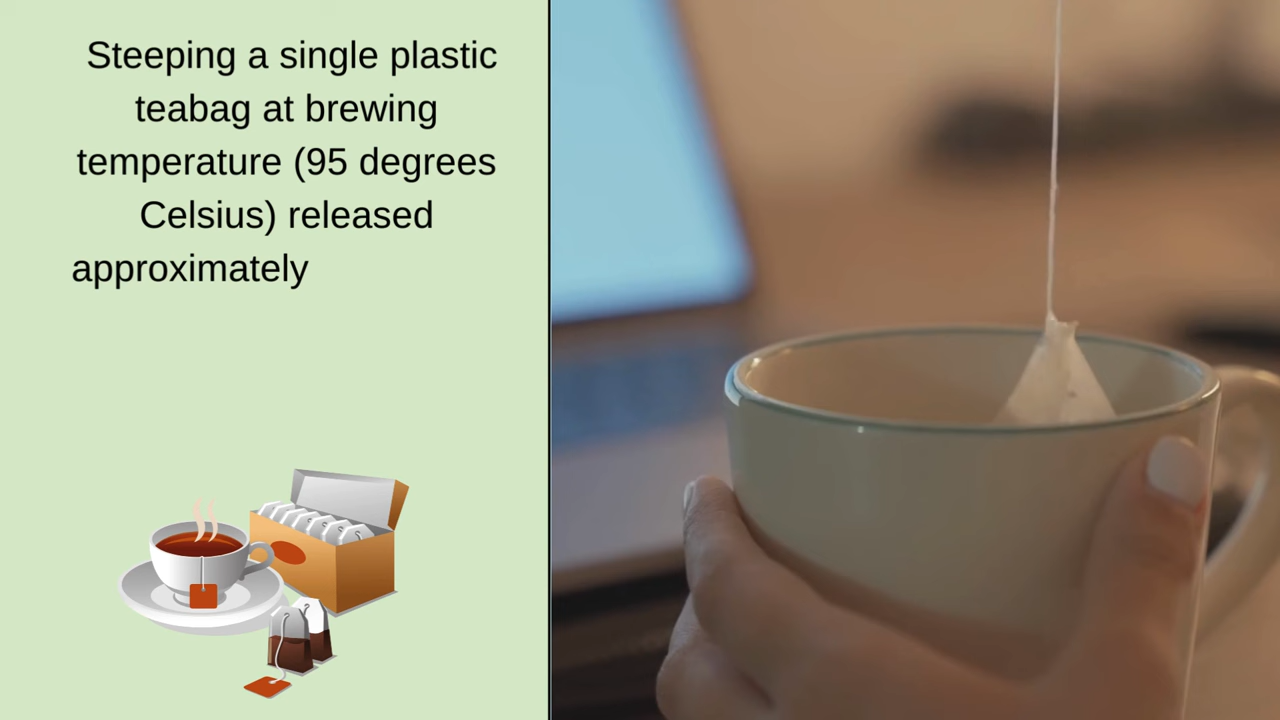 Steeping a single plastic
teabag at brewing
temperature (95 degrees
Celsius) released
approximately